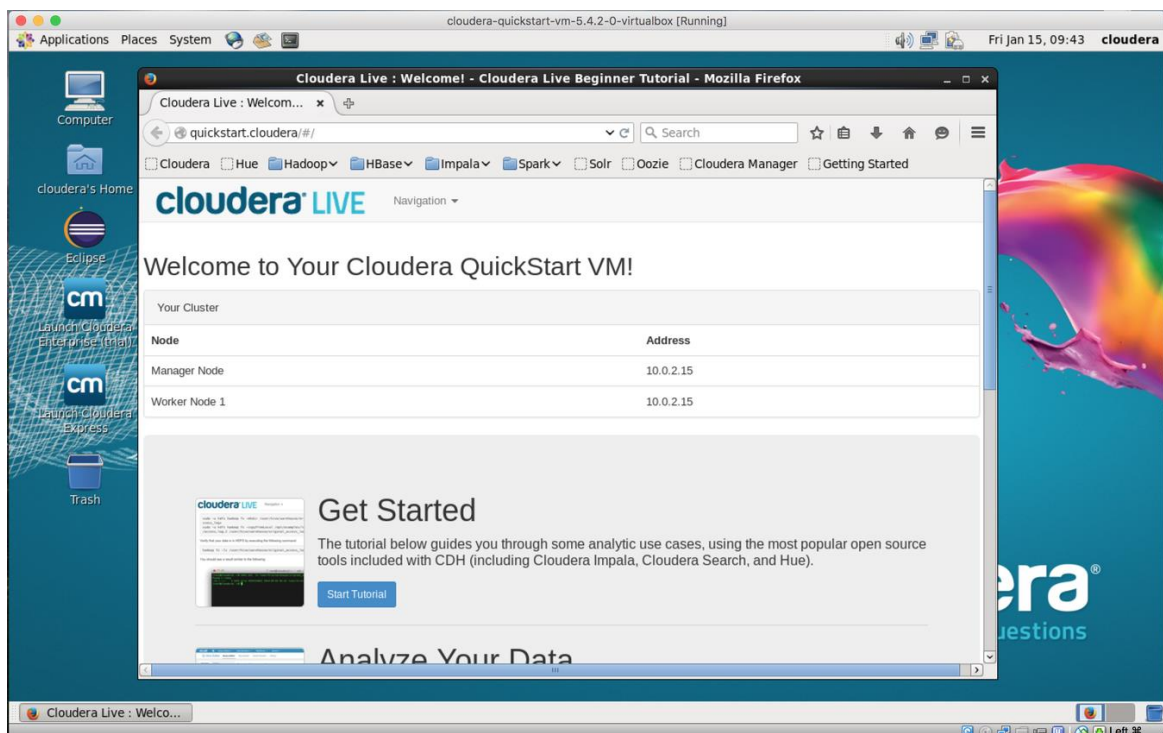 cloudera-quickstart-vm-5.4.2-0-virtualbox [Running]
Applications Places System Fri Jan 15, 09:43 cloudera
Computer
cloudera's Home
Eclipse
cm
Launch Cloudera
Enterprise (trial)
cm
Launch Cloudera
Express
Trash
Cloudera Live : Welcome! - Cloudera Live Beginner Tutorial - Mozilla Firefox
Cloudera Live : Welcom...
quickstart.cloudera/#/ Search
Cloudera Hue Hadoop HBase Impala Spark Solr Oozie Cloudera Manager Getting Started
cloudera LIVE Navigation
Welcome to Your Cloudera QuickStart VM!
Your Cluster
Node Address
Manager Node 10.0.2.15
Worker Node 1 10.0.2.15
cloudera LIVE
Get Started
The tutorial below guides you through some analytic use cases, using the most popular open source
tools included with CDH (including Cloudera Impala, Cloudera Search, and Hue).
Start Tutorial
Analyze Your Data
era®
uestions
Cloudera Live : Welco...
Left ⌘